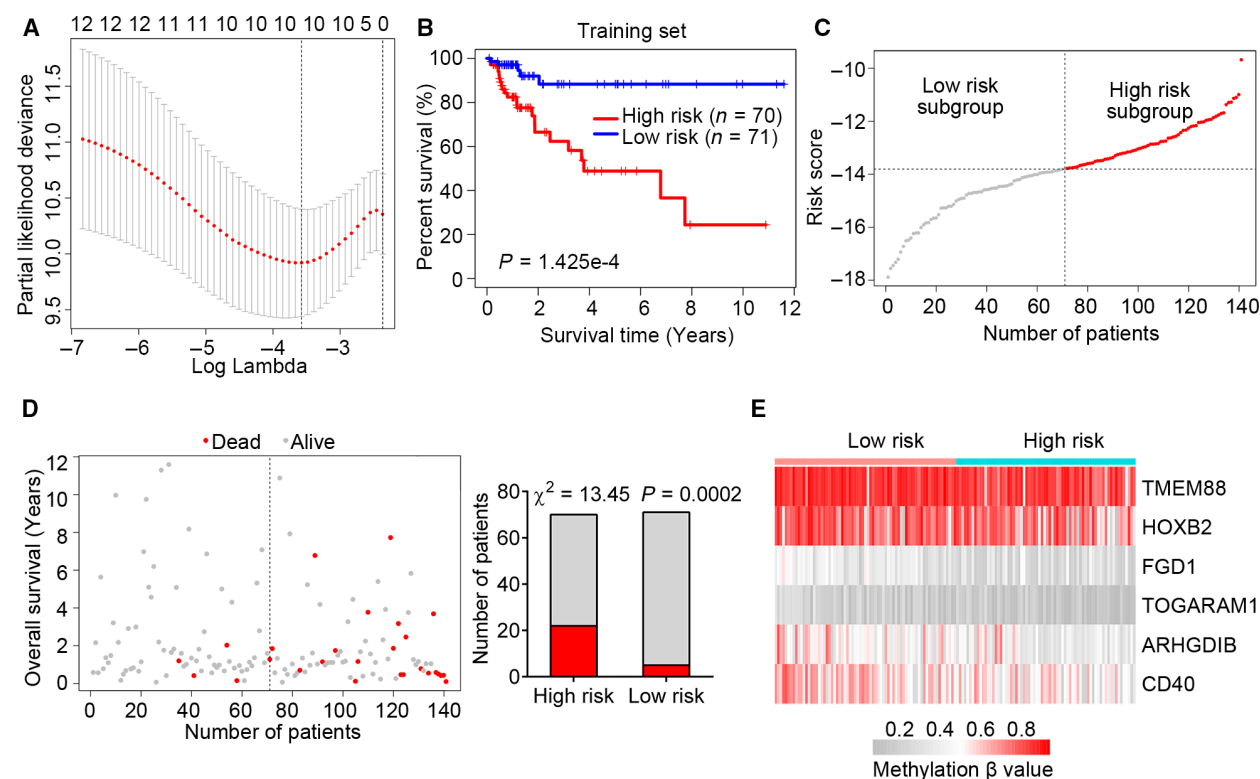 A
12 12 12 11 11 10 10 10 10 10 5 0
Partial likelihood deviance
11.5
11.0
10.5
10.0
9.5
−7 −6 −5 −4 −3
Log Lambda
B
Training set
Percent survival (%)
100
80
60
40
20
0
High risk (n = 70)
Low risk (n = 71)
P = 1.425e-4
0 2 4 6 8 10 12
Survival time (Years)
C
Risk score
−10
−12
−14
−16
−18
Low risk
subgroup
High risk
subgroup
0 20 40 60 80 100 120 140
Number of patients
D
Dead Alive
Overall survival (Years)
12
10
8
6
4
2
0
0 20 40 60 80 100 120 140
Number of patients
Number of patients
80
60
40
20
0
χ² = 13.45 P = 0.0002
High risk Low risk
E
Low risk High risk
TMEM88
HOXB2
FGD1
TOGARAM1
ARHGDIB
CD40
0.2 0.4 0.6 0.8
Methylation β value